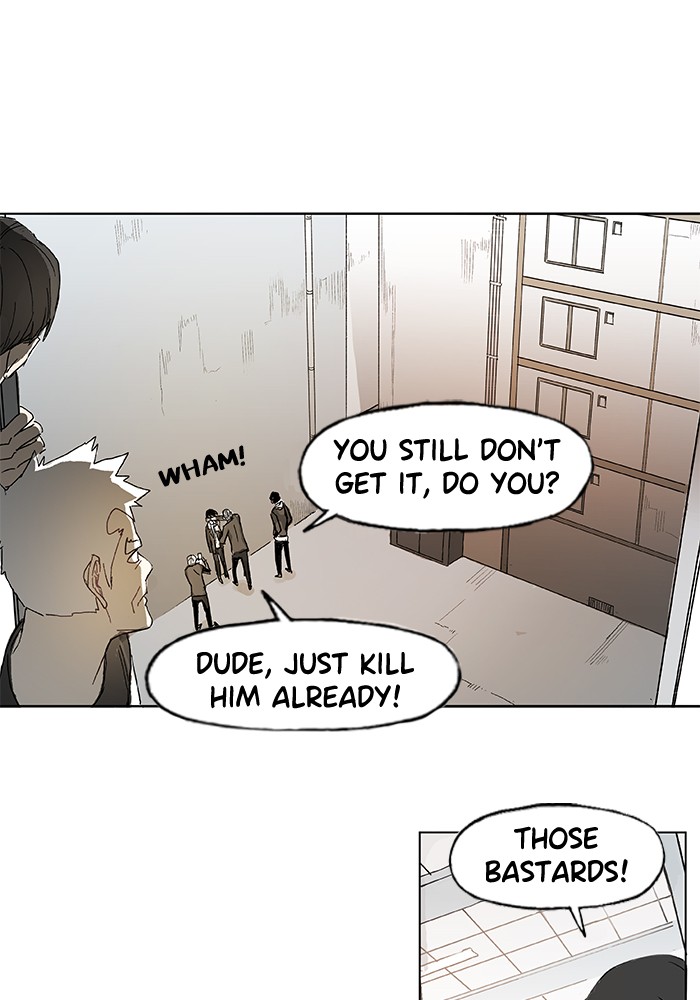 WHAM!
YOU STILL DON'T
GET IT, DO YOU?
DUDE, JUST KILL
HIM ALREADY!
THOSE
BASTARDS!